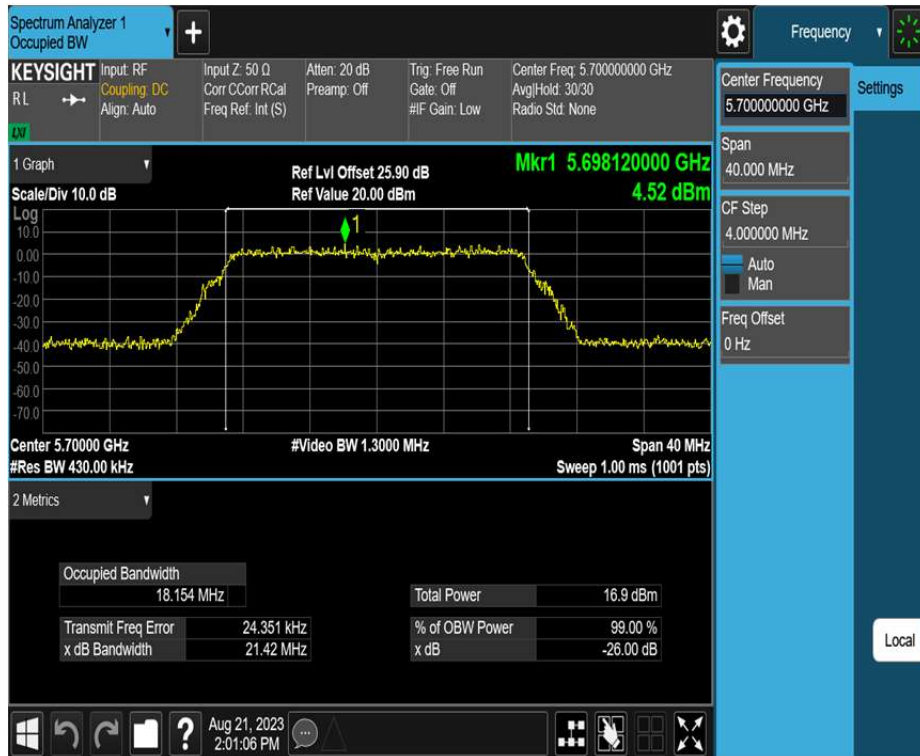 Spectrum Analyzer 1
Occupied BW
+
Frequency
KEYSIGHT
RL
LXI
Input: RF
Coupling: DC
Align: Auto
Input Z: 50 Ω
Corr CCorr RCal
Freq Ref: Int (S)
Atten: 20 dB
Preamp: Off
Trig: Free Run
Gate: Off
#IF Gain: Low
Center Freq: 5.700000000 GHz
Avg|Hold: 30/30
Radio Std: None
Center Frequency
5.700000000 GHz
Settings
Span
40.000 MHz
CF Step
4.000000 MHz
Auto
Man
Freq Offset
0 Hz
Local
1 Graph
Scale/Div 10.0 dB
Ref Lvl Offset 25.90 dB
Ref Value 20.00 dBm
Mkr1 5.698120000 GHz
4.52 dBm
Log
10.0
0.00
-10.0
-20.0
-30.0
-40.0
-50.0
-60.0
-70.0
1
Center 5.70000 GHz
#Video BW 1.3000 MHz
Span 40 MHz
#Res BW 430.00 kHz
Sweep 1.00 ms (1001 pts)
2 Metrics
Occupied Bandwidth
18.154 MHz
Total Power 16.9 dBm
Transmit Freq Error 24.351 kHz
% of OBW Power 99.00 %
x dB Bandwidth 21.42 MHz
x dB -26.00 dB
?
Aug 21, 2023
2:01:06 PM